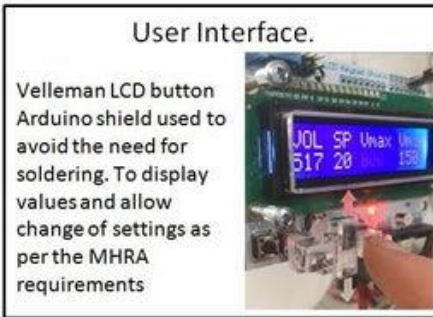 User Interface.
Velleman LCD button
Arduino shield used to
avoid the need for
soldering. To display
values and allow
change of settings as
per the MHRA
requirements
VOL SP Vmax
517 20 158